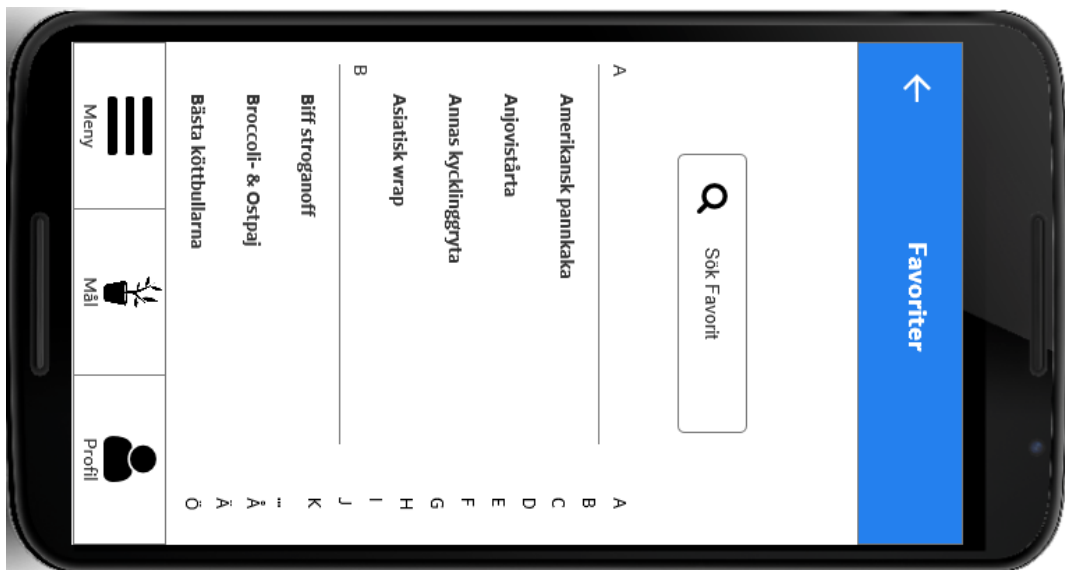 Favoriter
Sök Favorit
A
Amerikansk pannkaka
Anjovistårta
Annas kycklinggryta
Asiatisk wrap
B
Biff stroganoff
Broccoli- & Ostpaj
Bästa köttbullarna
A
B
C
D
E
F
G
H
I
J
K
...
Å
Ä
Ö
Meny
Mål
Profil